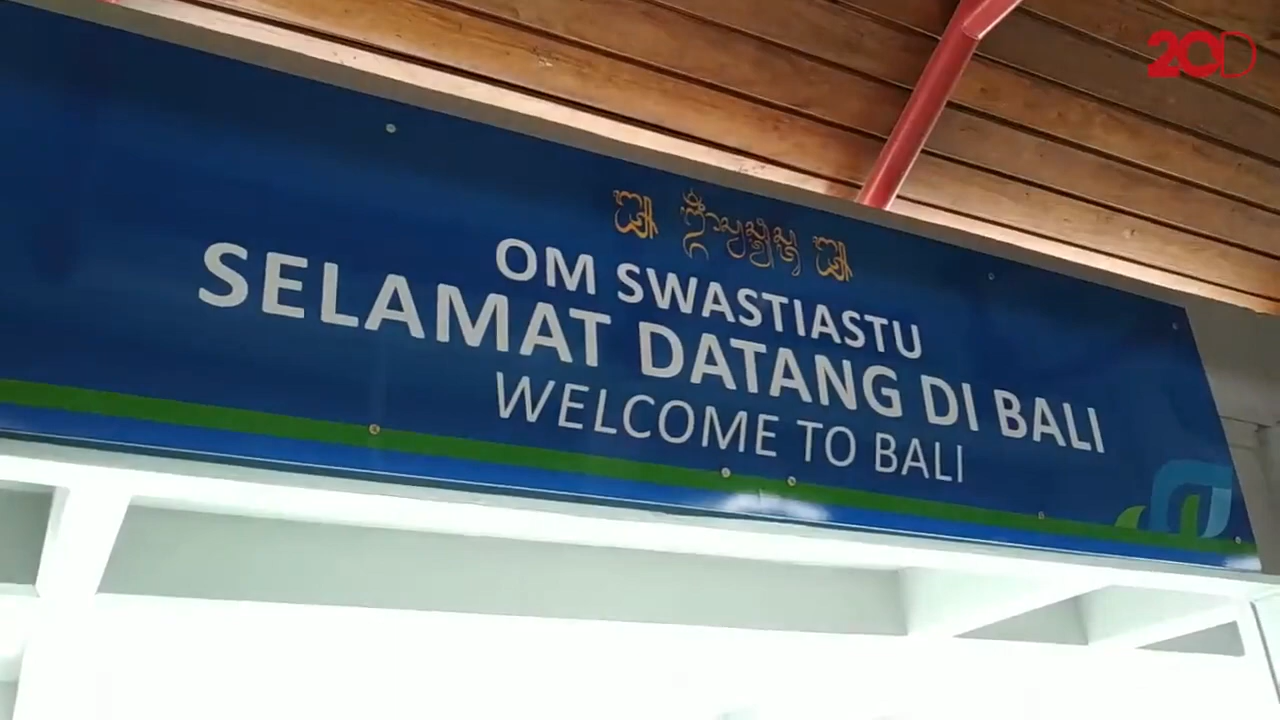 20D
OM SWASTIASTU
SELAMAT DATANG DI BALI
WELCOME TO BALI